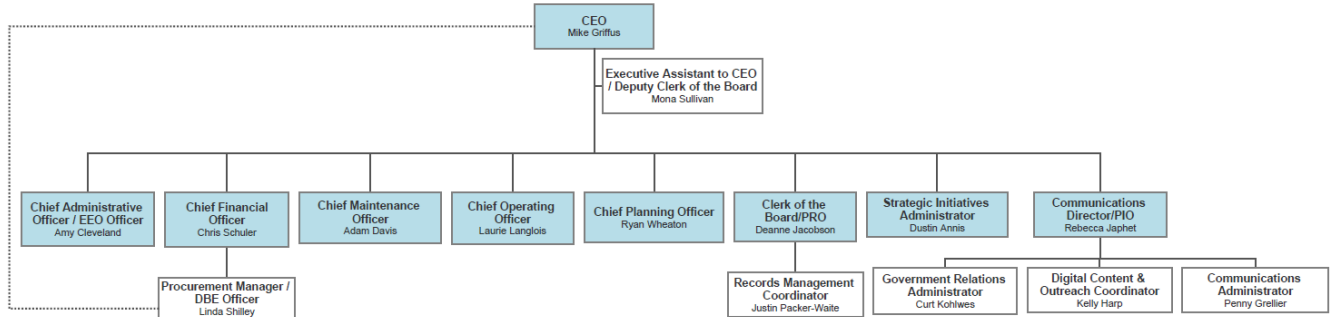 CEO
Mike Griffus
Executive Assistant to CEO
/ Deputy Clerk of the Board
Mona Sullivan
Chief Administrative
Officer / EEO Officer
Amy Cleveland
Chief Financial
Officer
Chris Schuler
Chief Maintenance
Officer
Adam Davis
Chief Operating
Officer
Laurie Langlois
Chief Planning Officer
Ryan Wheaton
Clerk of the
Board/PRO
Deanne Jacobson
Strategic Initiatives
Administrator
Dustin Annis
Communications
Director/PIO
Rebecca Japhet
Procurement Manager /
DBE Officer
Linda Shilley
Records Management
Coordinator
Justin Packer-Waite
Government Relations
Administrator
Curt Kohlwes
Digital Content &
Outreach Coordinator
Kelly Harp
Communications
Administrator
Penny Grellier